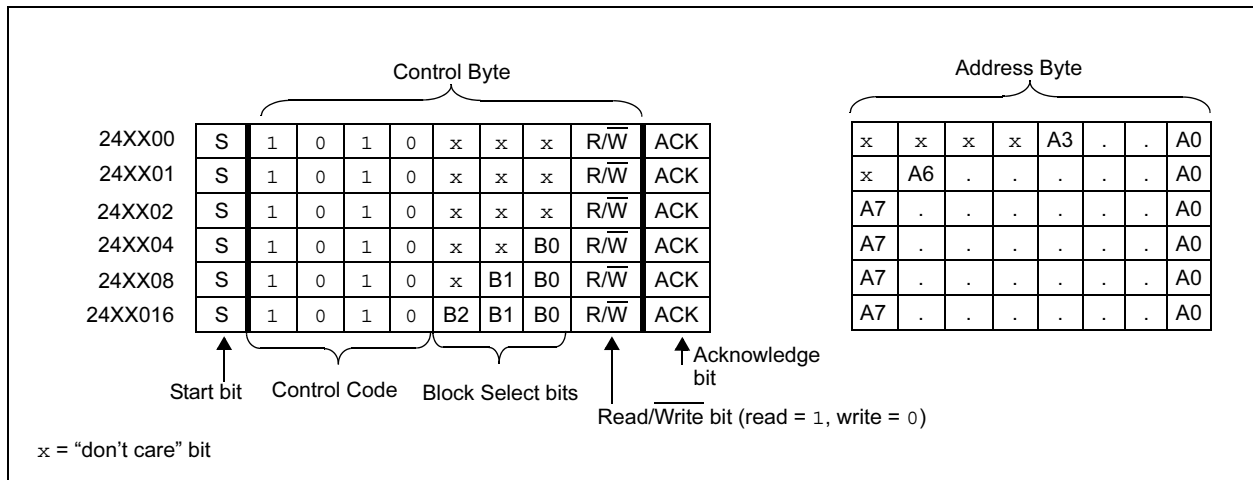 Control Byte Address Byte
24XX00 S 1 0 1 0 x x x R/W̅ ACK x x x x A3 . . A0
24XX01 S 1 0 1 0 x x x R/W̅ ACK x A6 . . . . . A0
24XX02 S 1 0 1 0 x x x R/W̅ ACK A7 . . . . . . A0
24XX04 S 1 0 1 0 x x B0 R/W̅ ACK A7 . . . . . . A0
24XX08 S 1 0 1 0 x B1 B0 R/W̅ ACK A7 . . . . . . A0
24XX016 S 1 0 1 0 B2 B1 B0 R/W̅ ACK A7 . . . . . . A0
Start bit Control Code Block Select bits Acknowledge
bit
Read/W̅r̅i̅t̅e̅ bit (read = 1, write = 0)
x = “don’t care” bit